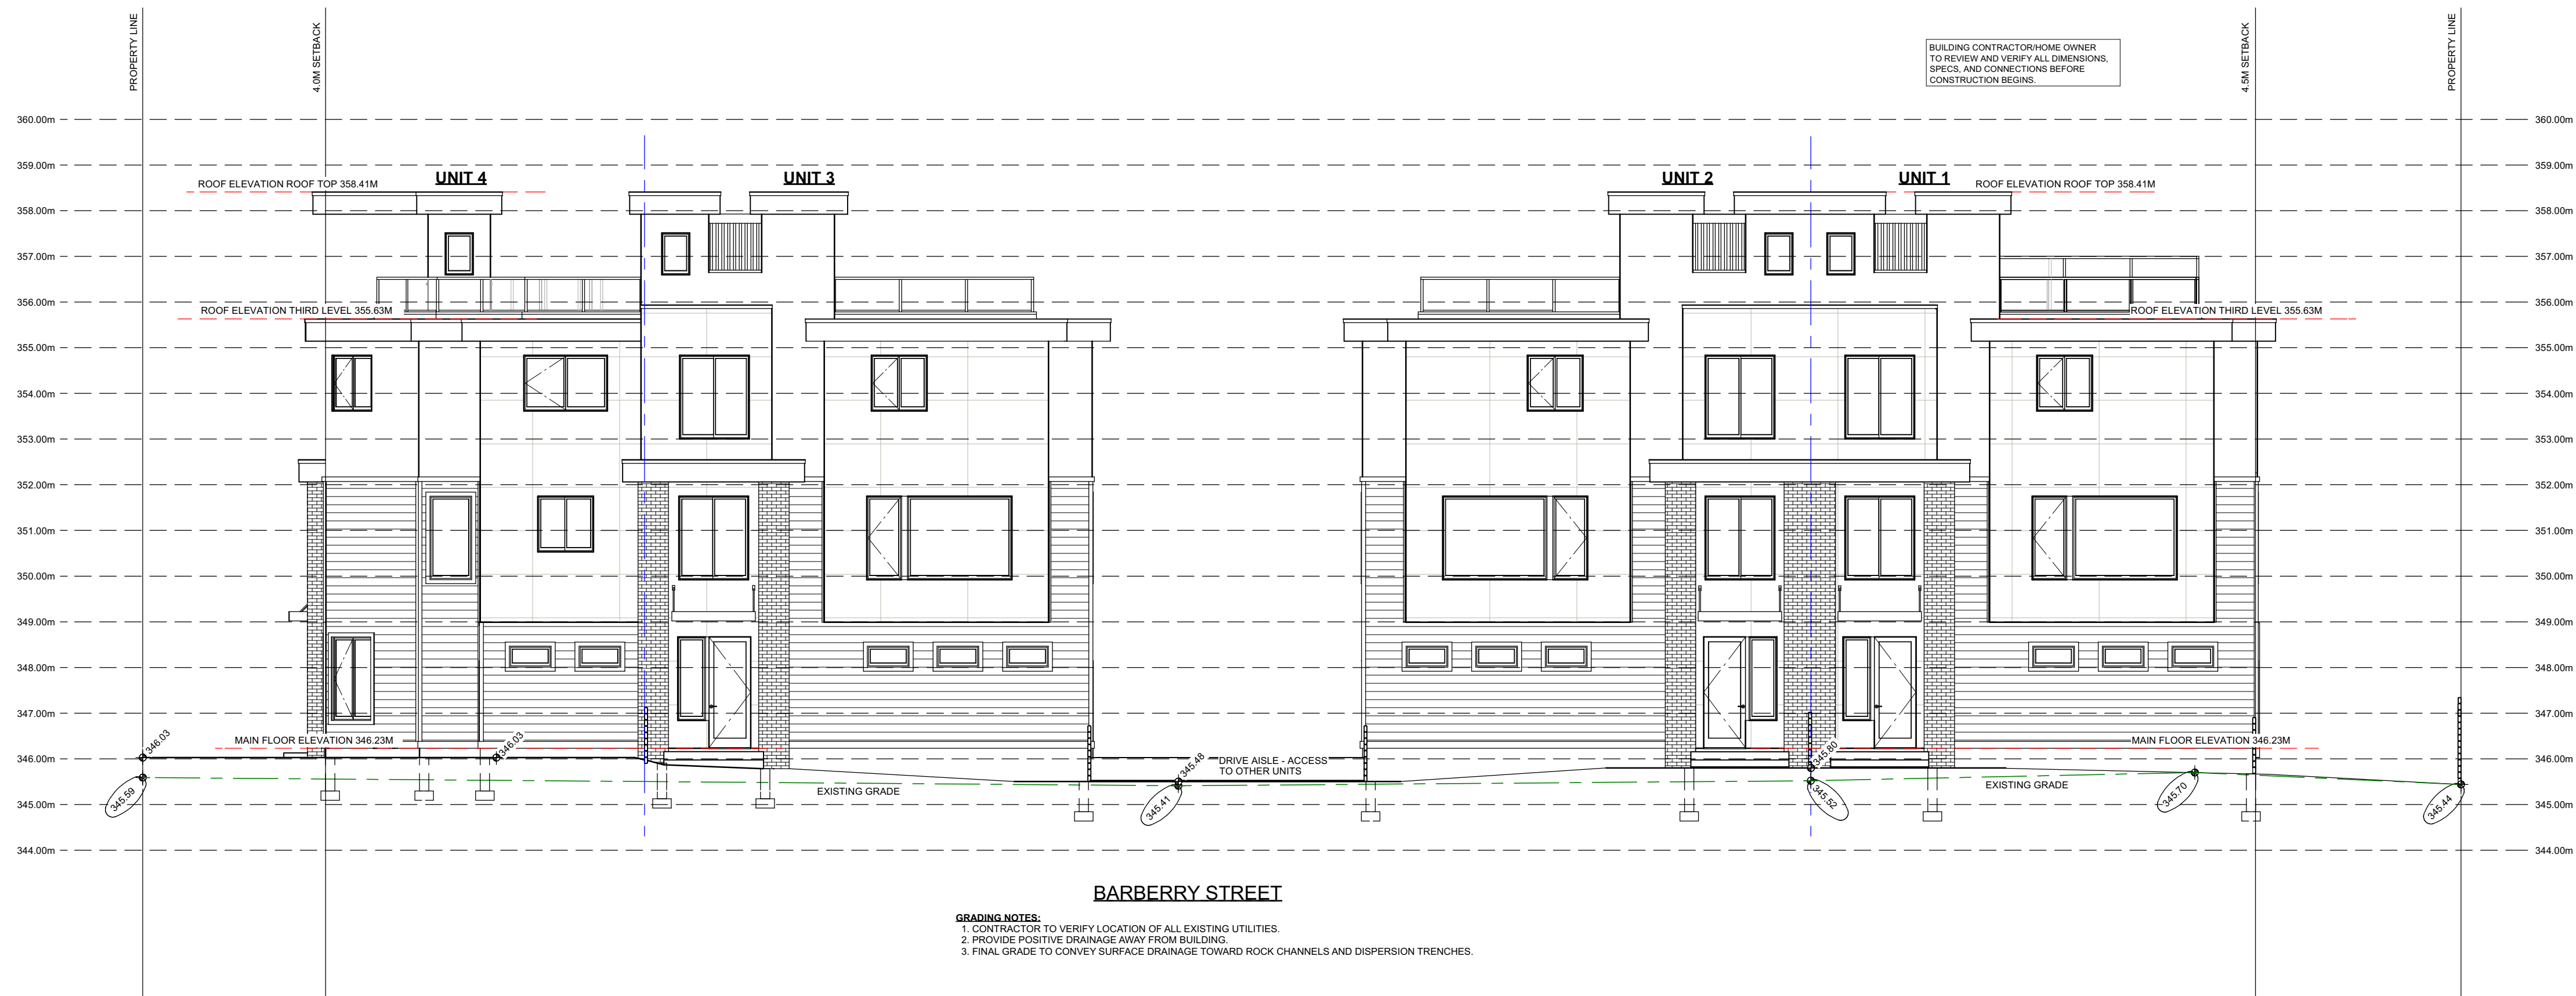 PROPERTY LINE
4.0M SETBACK
4.5M SETBACK
PROPERTY LINE
BUILDING CONTRACTOR/HOME OWNER
TO REVIEW AND VERIFY ALL DIMENSIONS,
SPECS, AND CONNECTIONS BEFORE
CONSTRUCTION BEGINS.
360.00m
360.00m
359.00m
359.00m
UNIT 4
UNIT 3
UNIT 2
UNIT 1
ROOF ELEVATION ROOF TOP 358.41M
ROOF ELEVATION ROOF TOP 358.41M
358.00m
358.00m
357.00m
357.00m
356.00m
356.00m
ROOF ELEVATION THIRD LEVEL 355.63M
ROOF ELEVATION THIRD LEVEL 355.63M
355.00m
355.00m
354.00m
354.00m
353.00m
353.00m
352.00m
352.00m
351.00m
351.00m
350.00m
350.00m
349.00m
349.00m
348.00m
348.00m
347.00m
347.00m
MAIN FLOOR ELEVATION 346.23M
MAIN FLOOR ELEVATION 346.23M
346.03
346.03
345.80
346.00m
346.00m
345.48
DRIVE AISLE - ACCESS
TO OTHER UNITS
EXISTING GRADE
EXISTING GRADE
345.59
345.41
345.52
345.70
345.44
345.00m
345.00m
344.00m
344.00m
BARBERRY STREET
GRADING NOTES:
1. CONTRACTOR TO VERIFY LOCATION OF ALL EXISTING UTILITIES.
2. PROVIDE POSITIVE DRAINAGE AWAY FROM BUILDING.
3. FINAL GRADE TO CONVEY SURFACE DRAINAGE TOWARD ROCK CHANNELS AND DISPERSION TRENCHES.